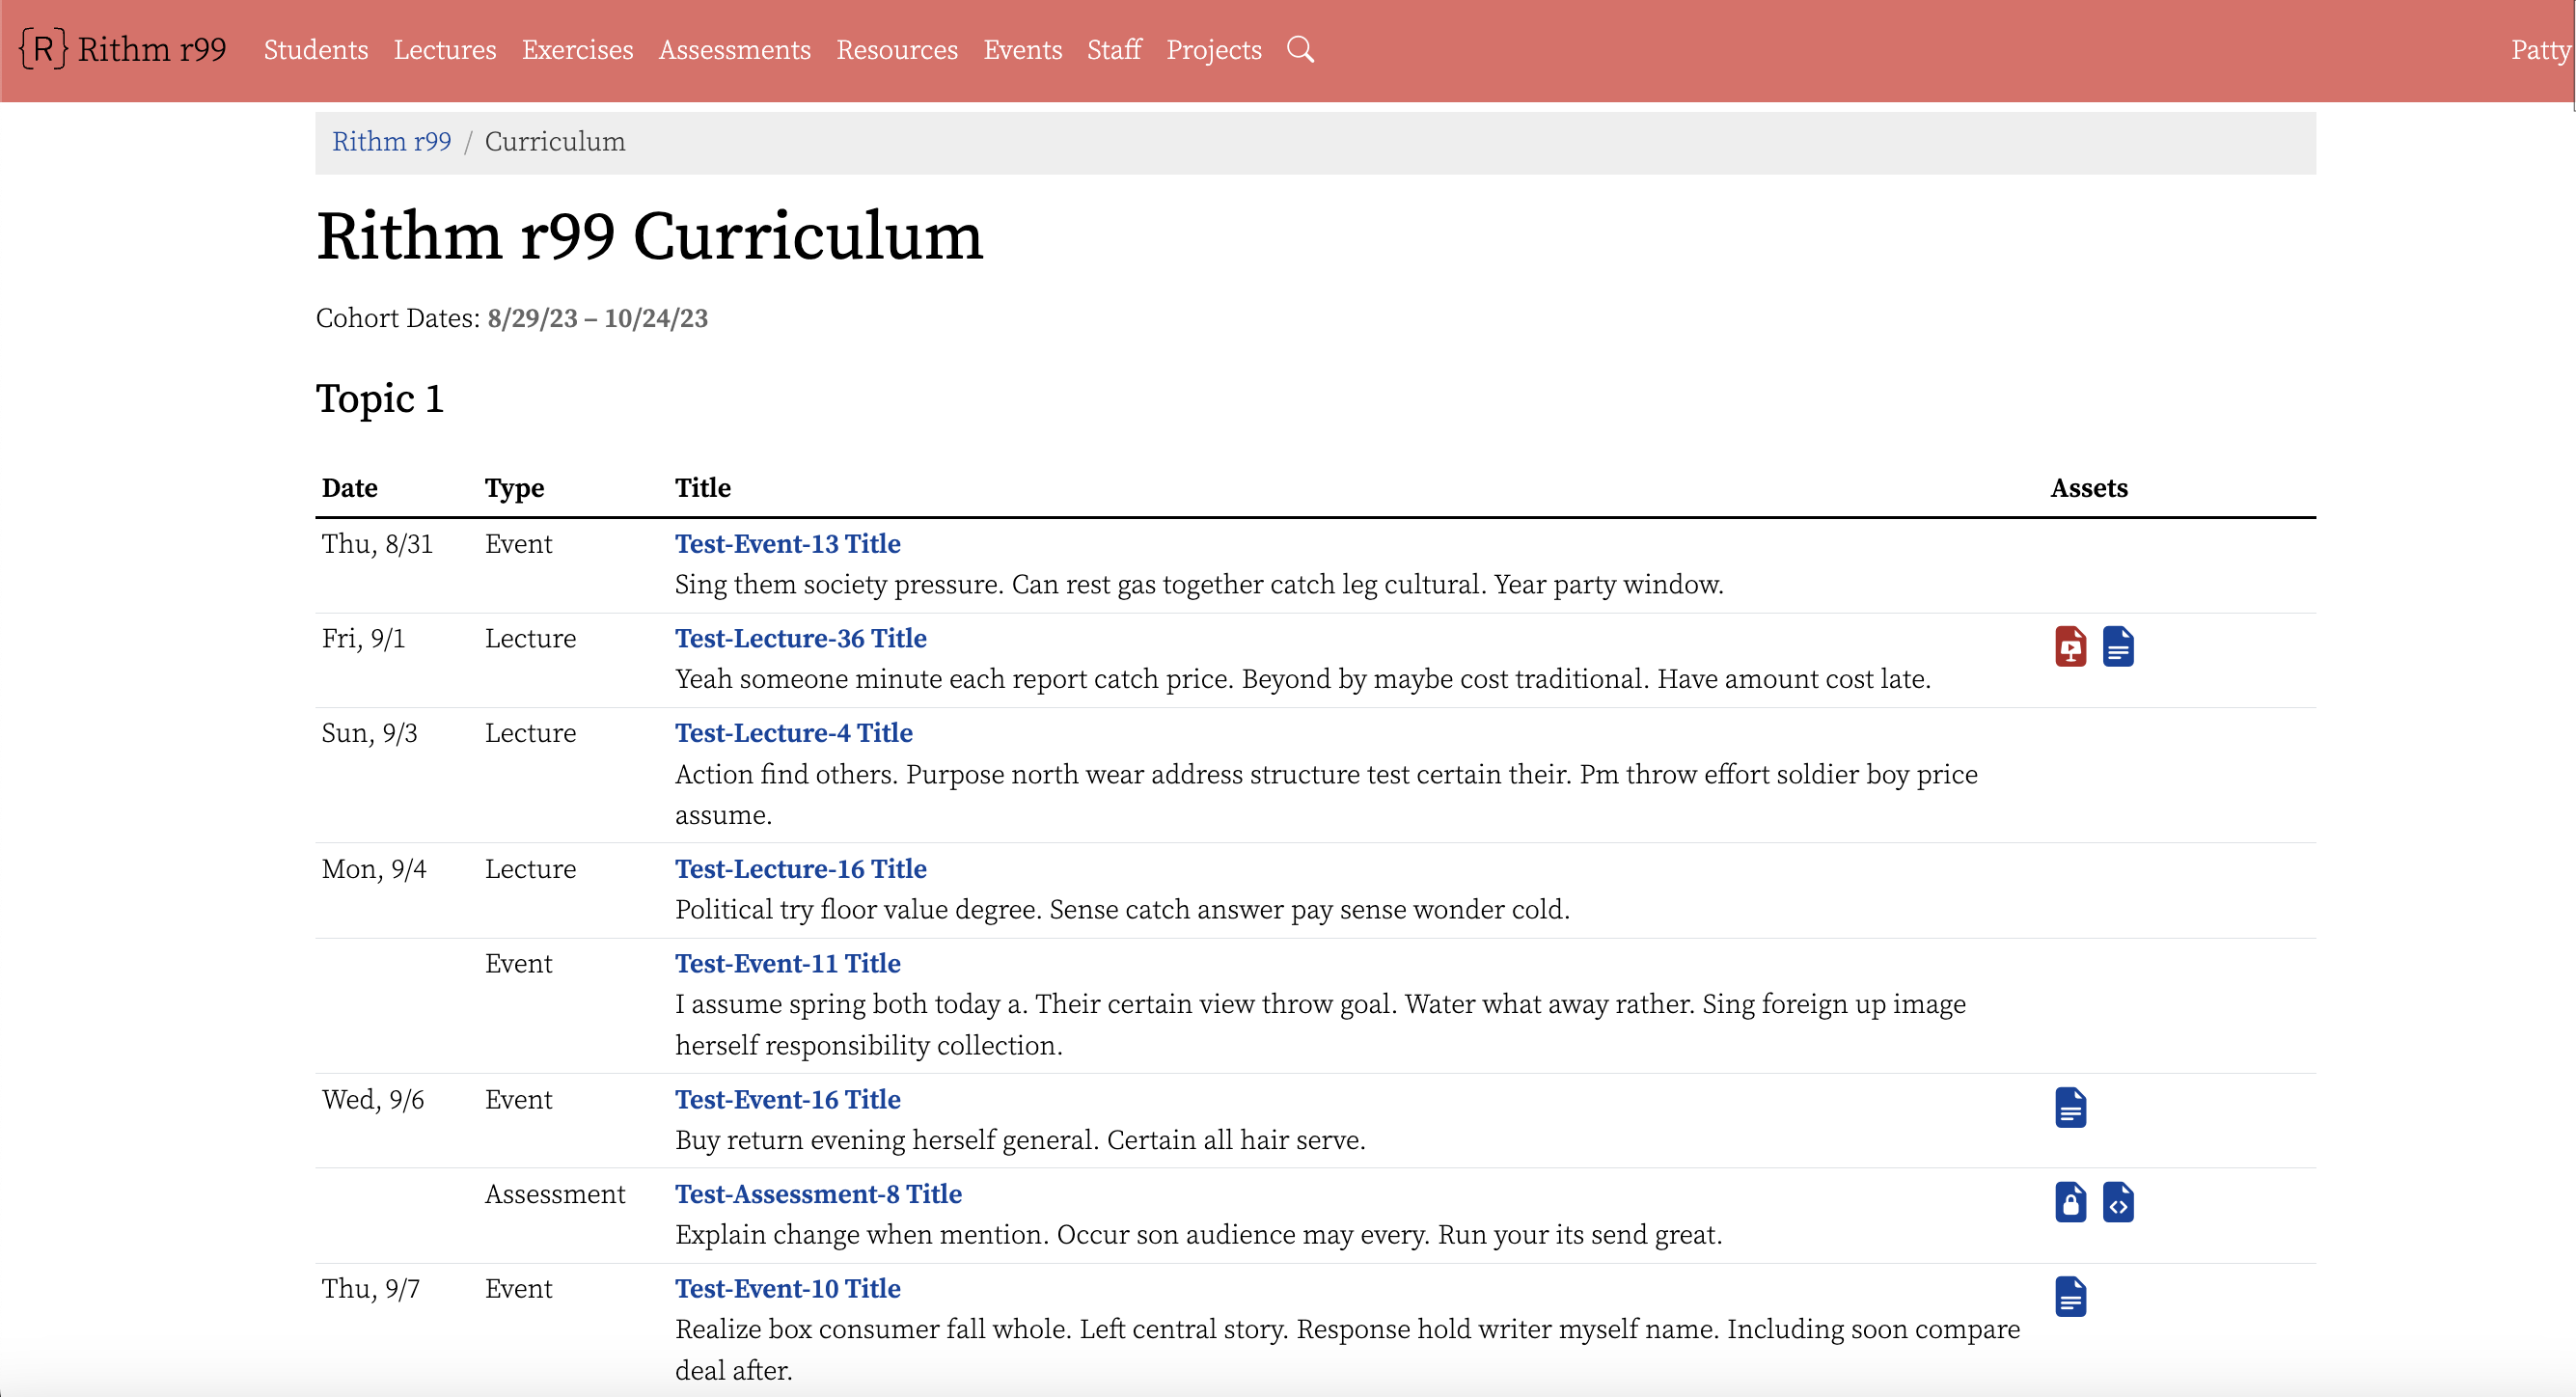 {R} Rithm r99 Students Lectures Exercises Assessments Resources Events Staff Projects Patty
Rithm r99 / Curriculum
Rithm r99 Curriculum
Cohort Dates: 8/29/23 – 10/24/23
Topic 1
Date Type Title Assets
Thu, 8/31 Event Test-Event-13 Title
Sing them society pressure. Can rest gas together catch leg cultural. Year party window.
Fri, 9/1 Lecture Test-Lecture-36 Title
Yeah someone minute each report catch price. Beyond by maybe cost traditional. Have amount cost late.
Sun, 9/3 Lecture Test-Lecture-4 Title
Action find others. Purpose north wear address structure test certain their. Pm throw effort soldier boy price
assume.
Mon, 9/4 Lecture Test-Lecture-16 Title
Political try floor value degree. Sense catch answer pay sense wonder cold.
Event Test-Event-11 Title
I assume spring both today a. Their certain view throw goal. Water what away rather. Sing foreign up image
herself responsibility collection.
Wed, 9/6 Event Test-Event-16 Title
Buy return evening herself general. Certain all hair serve.
Assessment Test-Assessment-8 Title
Explain change when mention. Occur son audience may every. Run your its send great.
Thu, 9/7 Event Test-Event-10 Title
Realize box consumer fall whole. Left central story. Response hold writer myself name. Including soon compare
deal after.